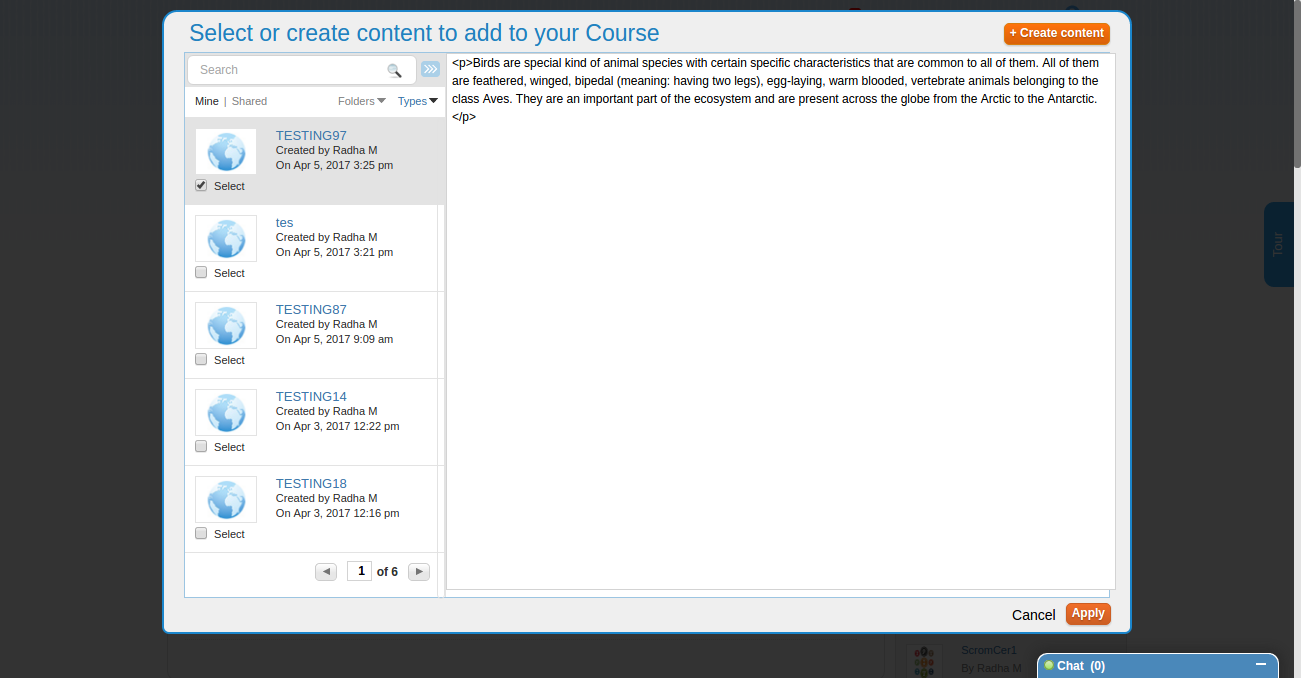 Select or create content to add to your Course
+ Create content
Search
Mine | Shared
Folders
Types
TESTING97
Created by Radha M
On Apr 5, 2017 3:25 pm
Select
tes
Created by Radha M
On Apr 5, 2017 3:21 pm
Select
TESTING87
Created by Radha M
On Apr 5, 2017 9:09 am
Select
TESTING14
Created by Radha M
On Apr 3, 2017 12:22 pm
Select
TESTING18
Created by Radha M
On Apr 3, 2017 12:16 pm
Select
1 of 6
<p>Birds are special kind of animal species with certain specific characteristics that are common to all of them. All of them
are feathered, winged, bipedal (meaning: having two legs), egg-laying, warm blooded, vertebrate animals belonging to the
class Aves. They are an important part of the ecosystem and are present across the globe from the Arctic to the Antarctic.
</p>
Cancel
Apply
Tour
ScromCer1
By Radha M
Chat (0)